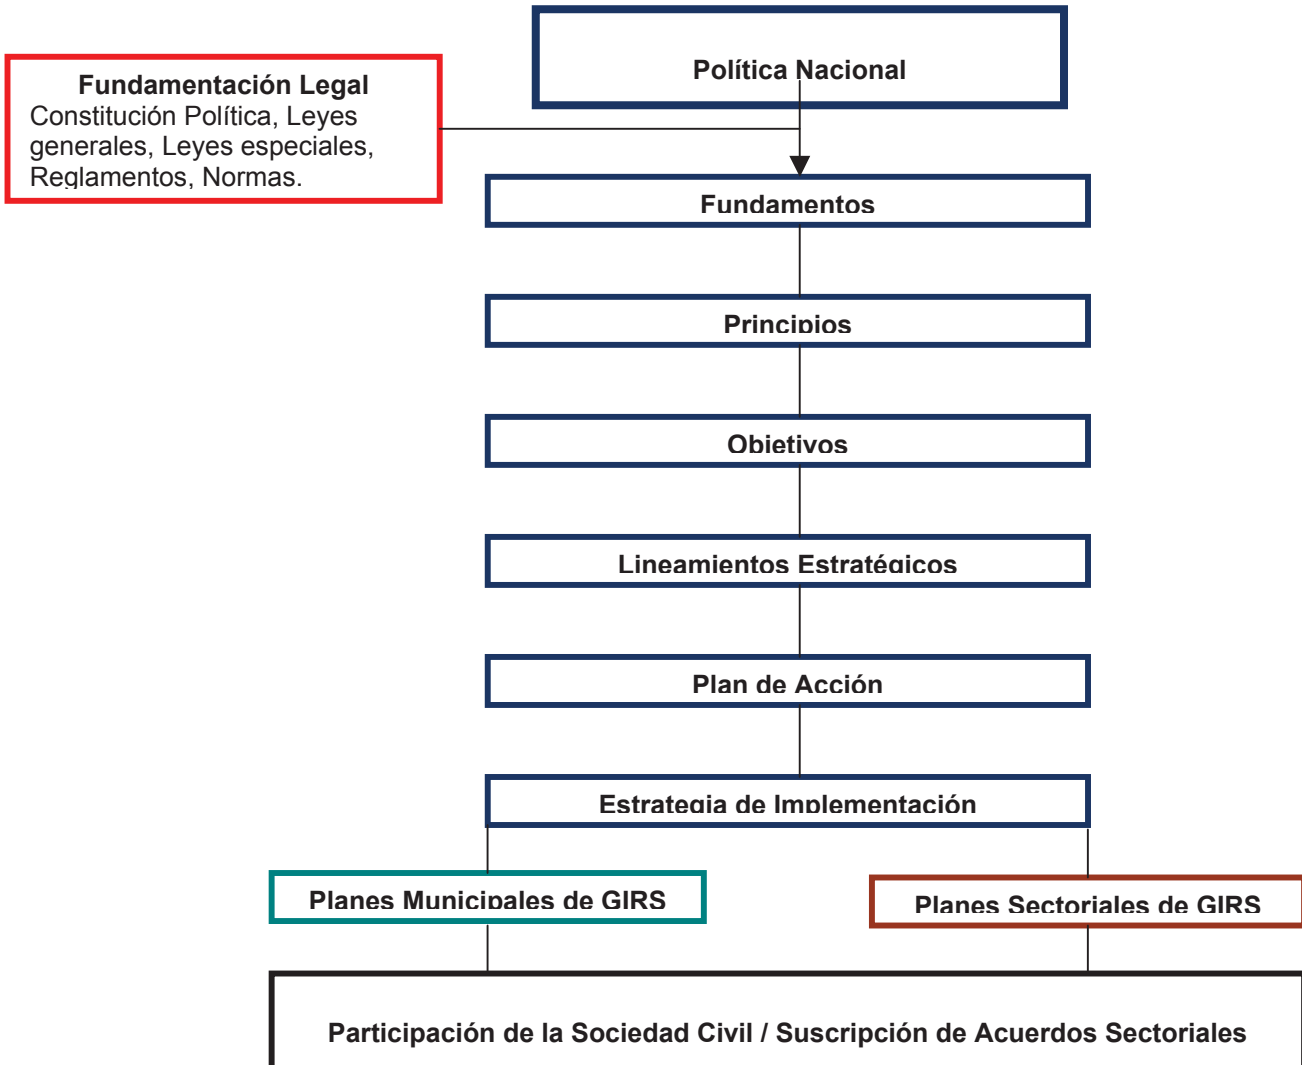 Política Nacional
Fundamentación Legal
Constitución Política, Leyes
generales, Leyes especiales,
Reglamentos, Normas.
Fundamentos
Principios
Objetivos
Lineamientos Estratégicos
Plan de Acción
Estrategia de Implementación
Planes Municipales de GIRS
Planes Sectoriales de GIRS
Participación de la Sociedad Civil / Suscripción de Acuerdos Sectoriales